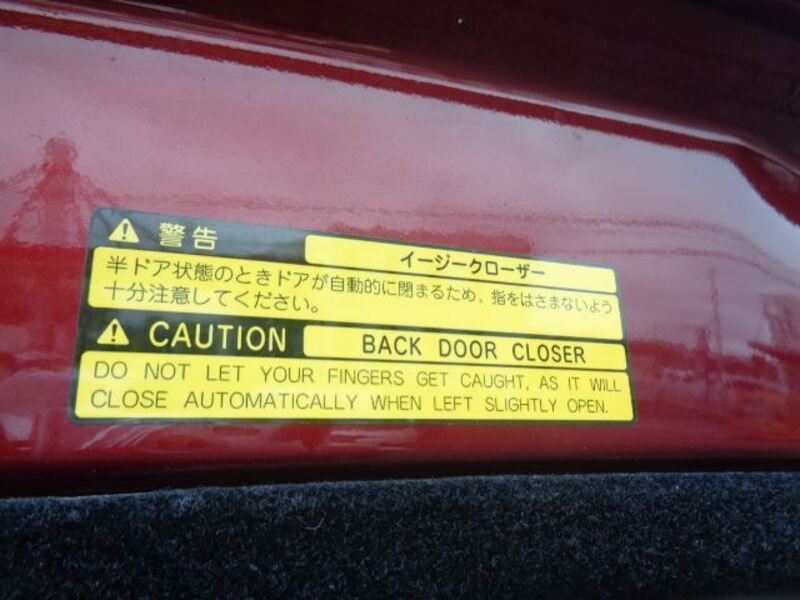 警告 イージークローザー
半ドア状態のときドアが自動的に閉まるため、指をはさまないよう
十分注意してください。
CAUTION BACK DOOR CLOSER
DO NOT LET YOUR FINGERS GET CAUGHT, AS IT WILL
CLOSE AUTOMATICALLY WHEN LEFT SLIGHTLY OPEN.